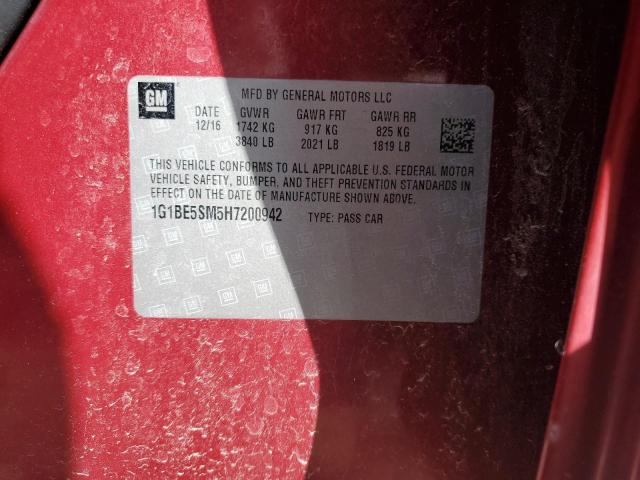 GM MFD BY GENERAL MOTORS LLC
DATE GVWR GAWR FRT GAWR RR
12/16 1742 KG 917 KG 825 KG
3840 LB 2021 LB 1819 LB
THIS VEHICLE CONFORMS TO ALL APPLICABLE U.S. FEDERAL MOTOR
VEHICLE SAFETY, BUMPER, AND THEFT PREVENTION STANDARDS IN
EFFECT ON THE DATE OF MANUFACTURE SHOWN ABOVE.
1G1BE5SM5H7200942 TYPE: PASS CAR